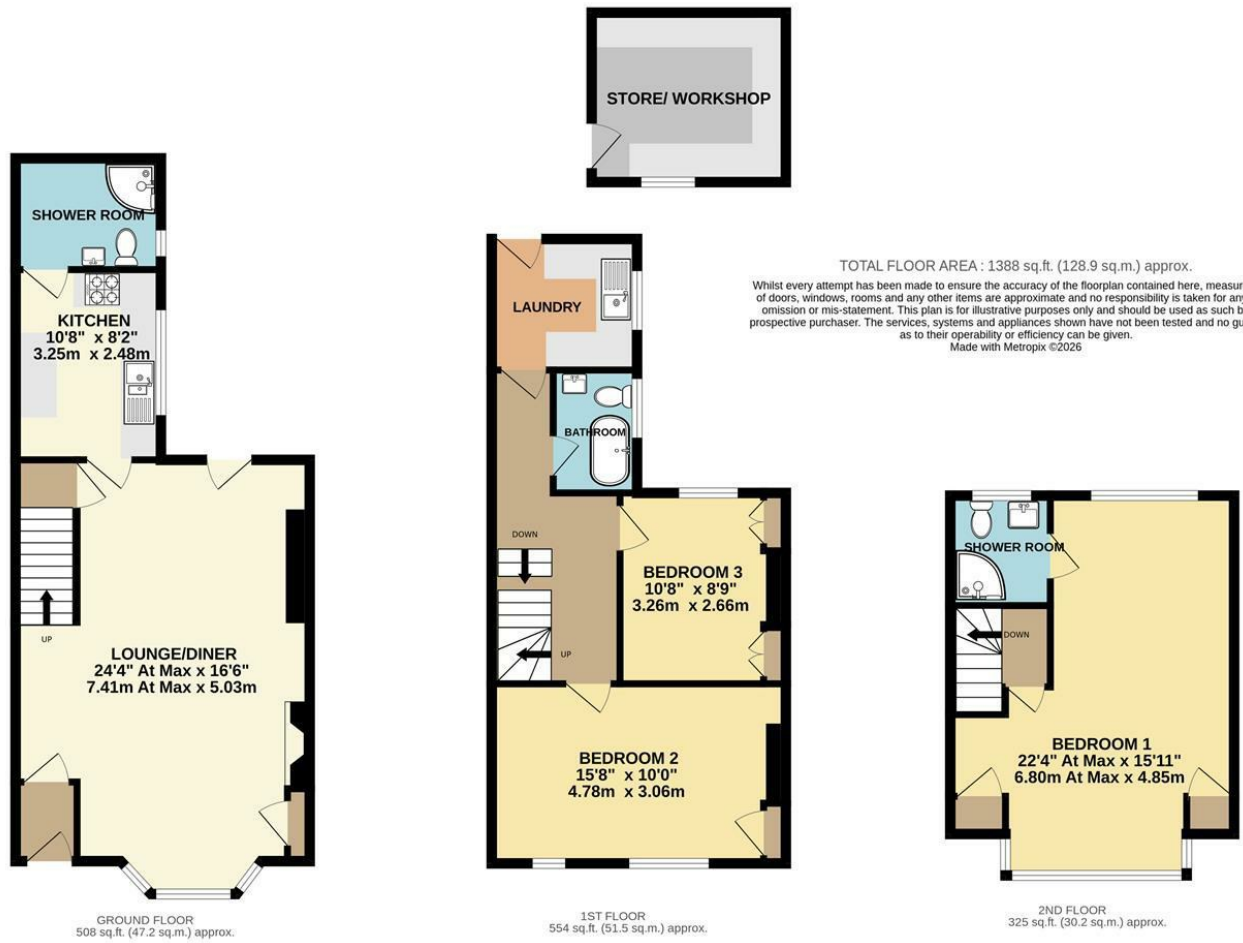 STORE/ WORKSHOP
SHOWER ROOM
KITCHEN
10'8" x 8'2"
3.25m x 2.48m
UP
LOUNGE/DINER
24'4" At Max x 16'6"
7.41m At Max x 5.03m
GROUND FLOOR
508 sq.ft. (47.2 sq.m.) approx.
LAUNDRY
BATHROOM
DOWN
BEDROOM 3
10'8" x 8'9"
3.26m x 2.66m
UP
BEDROOM 2
15'8" x 10'0"
4.78m x 3.06m
1ST FLOOR
554 sq.ft. (51.5 sq.m.) approx.
TOTAL FLOOR AREA : 1388 sq.ft. (128.9 sq.m.) approx.
Whilst every attempt has been made to ensure the accuracy of the floorplan contained here, measur
of doors, windows, rooms and any other items are approximate and no responsibility is taken for any
omission or mis-statement. This plan is for illustrative purposes only and should be used as such b
prospective purchaser. The services, systems and appliances shown have not been tested and no gu
as to their operability or efficiency can be given.
Made with Metropix ©2026
SHOWER ROOM
DOWN
BEDROOM 1
22'4" At Max x 15'11"
6.80m At Max x 4.85m
2ND FLOOR
325 sq.ft. (30.2 sq.m.) approx.